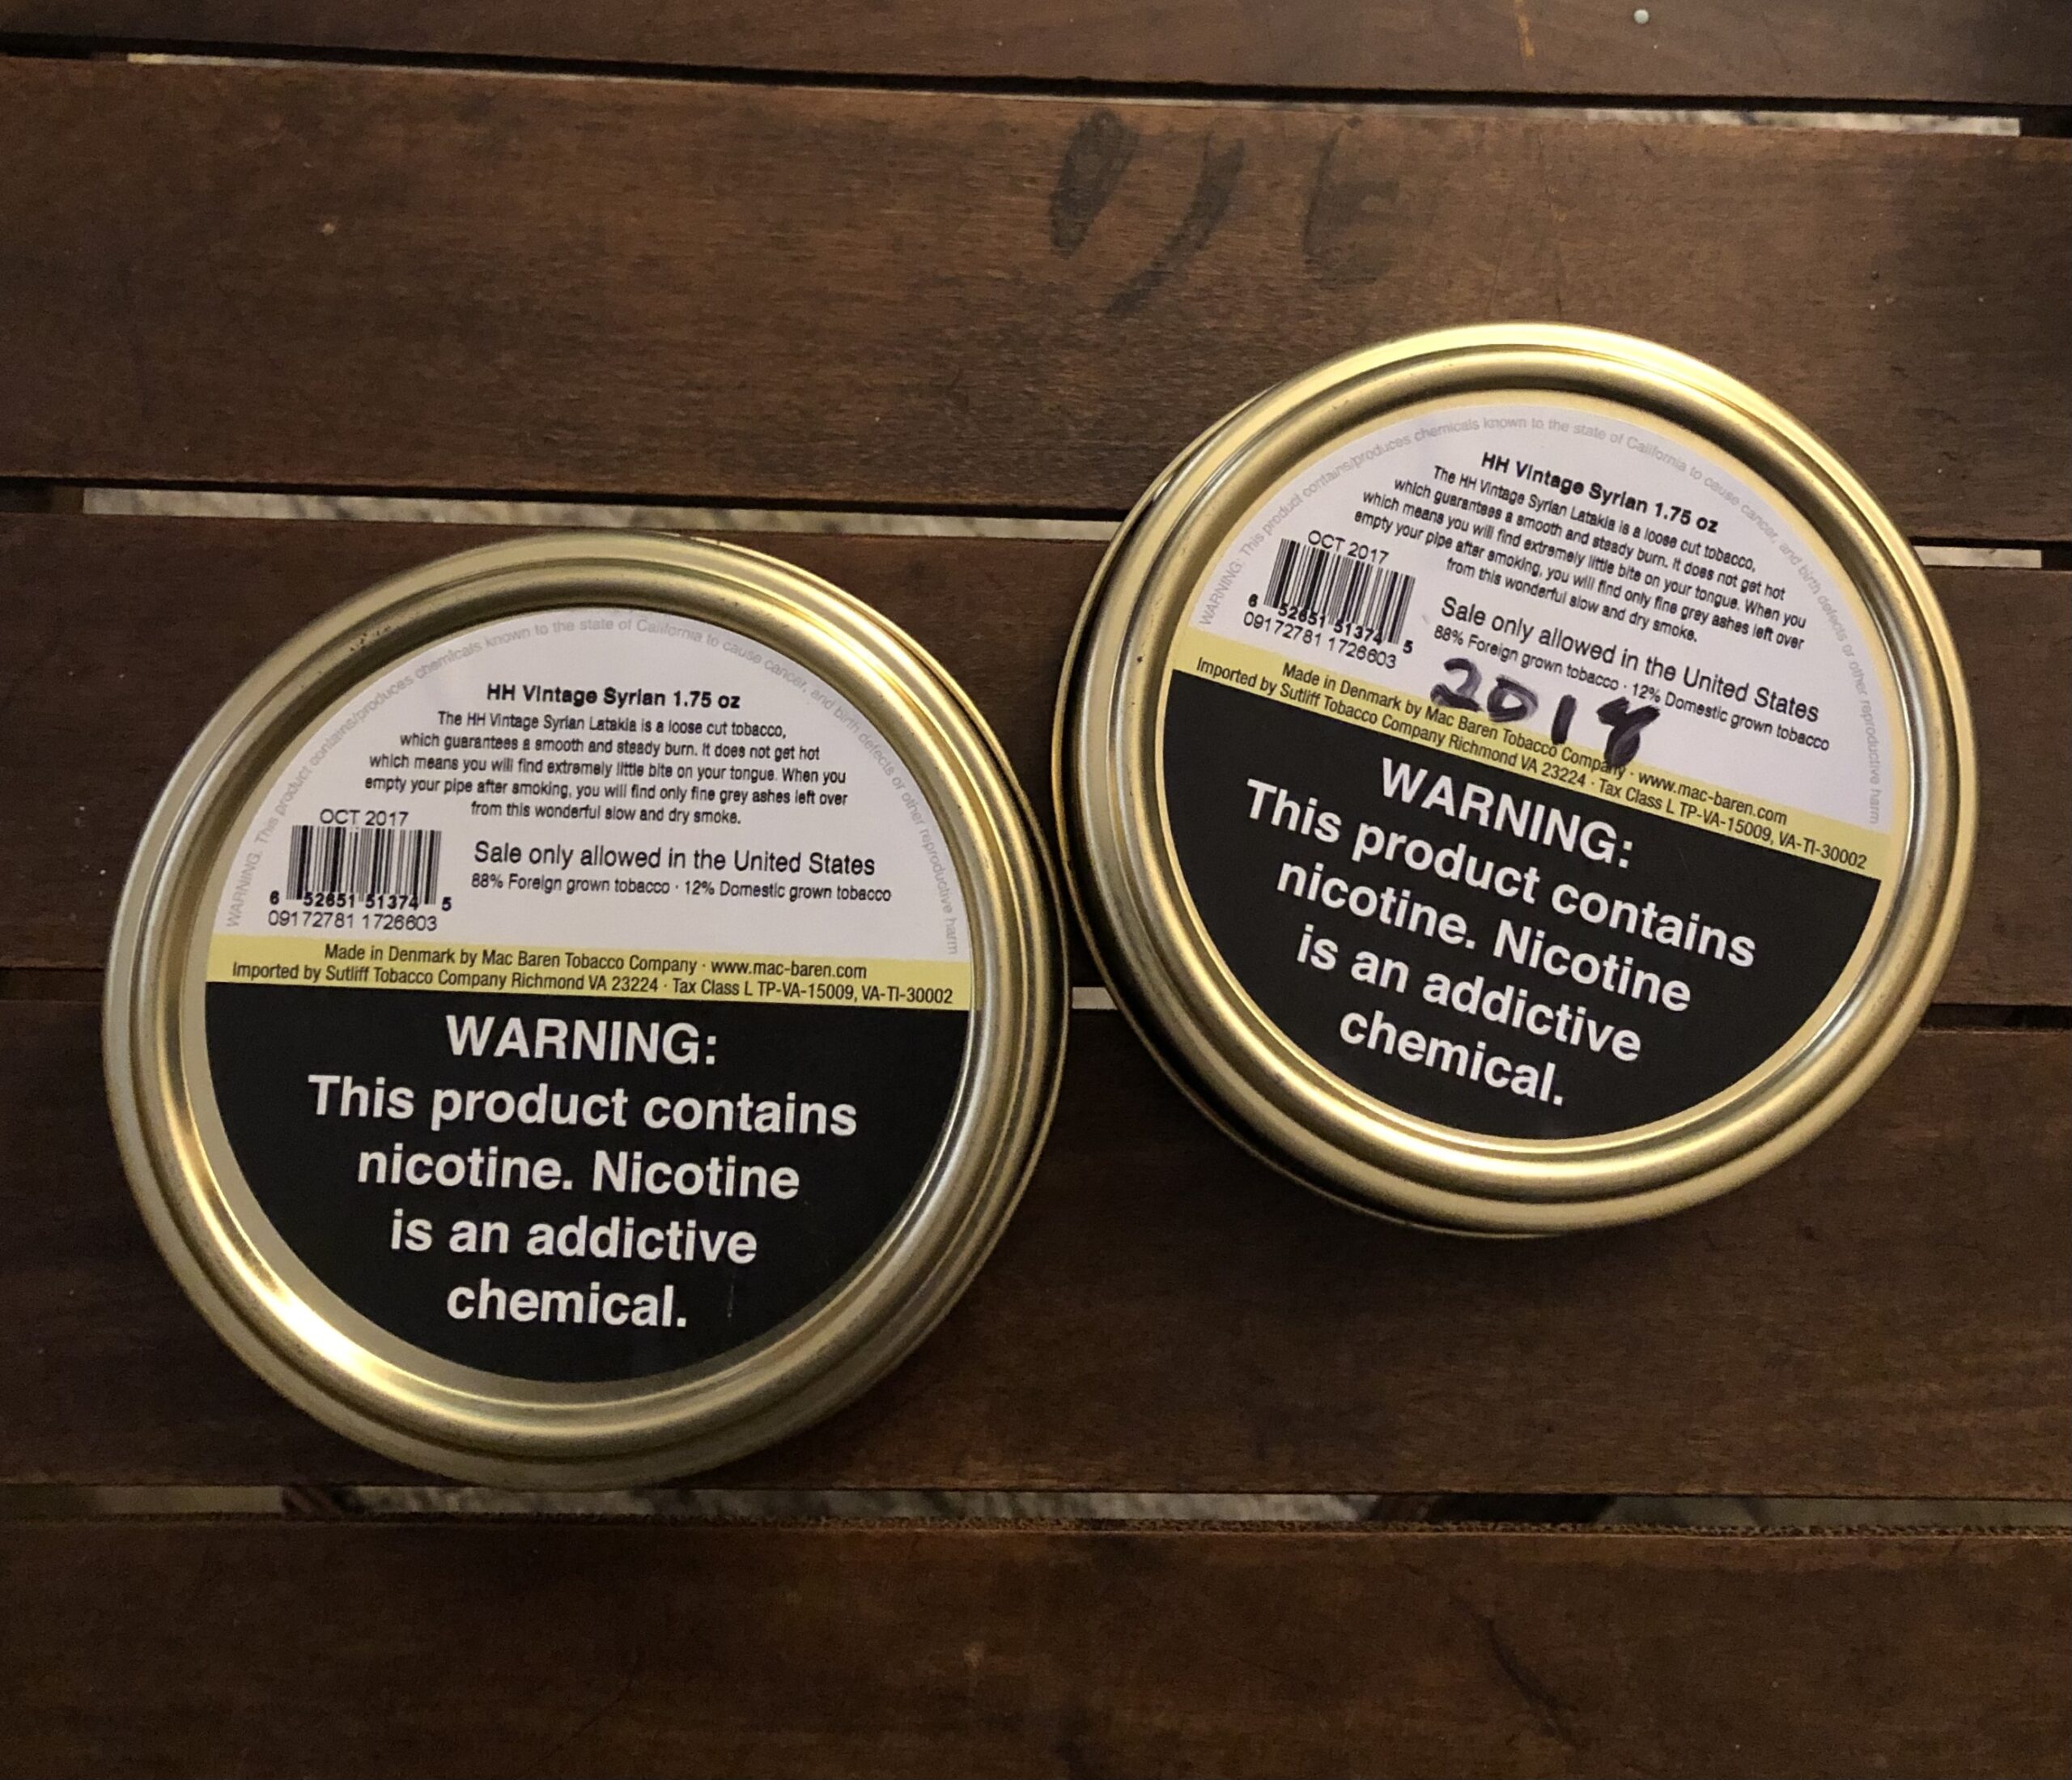 WARNING: This product contains/produces chemicals known to the state of California to cause cancer, and birth defects or other reproductive harm
HH Vintage Syrian 1.75 oz
The HH Vintage Syrian Latakia is a loose cut tobacco,
which guarantees a smooth and steady burn. It does not get hot
which means you will find extremely little bite on your tongue. When you
empty your pipe after smoking, you will find only fine grey ashes left over
from this wonderful slow and dry smoke.
OCT 2017
6 52651 51374 5
09172781 1726603
Sale only allowed in the United States
88% Foreign grown tobacco · 12% Domestic grown tobacco
Made in Denmark by Mac Baren Tobacco Company · www.mac-baren.com
Imported by Sutliff Tobacco Company Richmond VA 23224 · Tax Class L TP-VA-15009, VA-TI-30002
WARNING:
This product contains
nicotine. Nicotine
is an addictive
chemical.
WARNING: This product contains/produces chemicals known to the state of California to cause cancer, and birth defects or other reproductive harm
HH Vintage Syrian 1.75 oz
The HH Vintage Syrian Latakia is a loose cut tobacco,
which guarantees a smooth and steady burn. It does not get hot
which means you will find extremely little bite on your tongue. When you
empty your pipe after smoking, you will find only fine grey ashes left over
from this wonderful slow and dry smoke.
OCT 2017
6 52651 51374 5
09172781 1726603
Sale only allowed in the United States
88% Foreign grown tobacco · 12% Domestic grown tobacco
2018
Made in Denmark by Mac Baren Tobacco Company · www.mac-baren.com
Imported by Sutliff Tobacco Company Richmond VA 23224 · Tax Class L TP-VA-15009, VA-TI-30002
WARNING:
This product contains
nicotine. Nicotine
is an addictive
chemical.